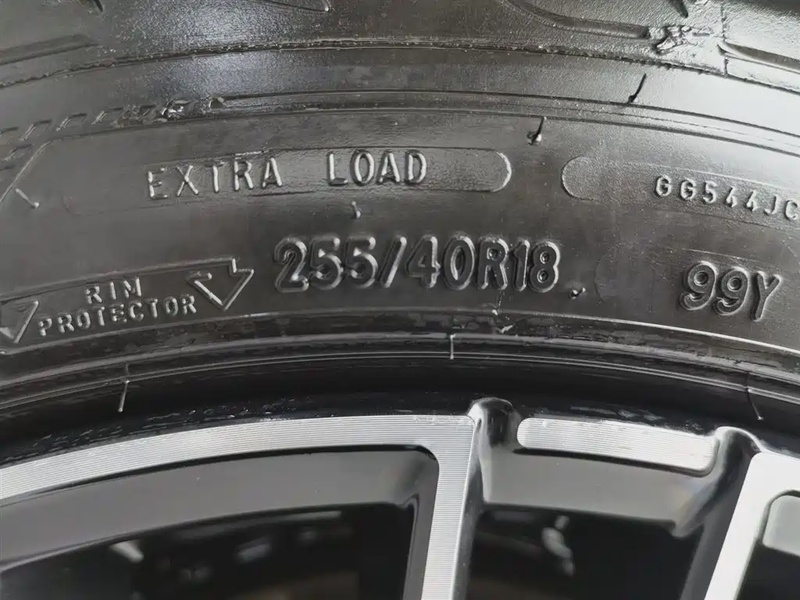 EXTRA LOAD
GG544JC
255/40R18
99Y
RIM
PROTECTOR